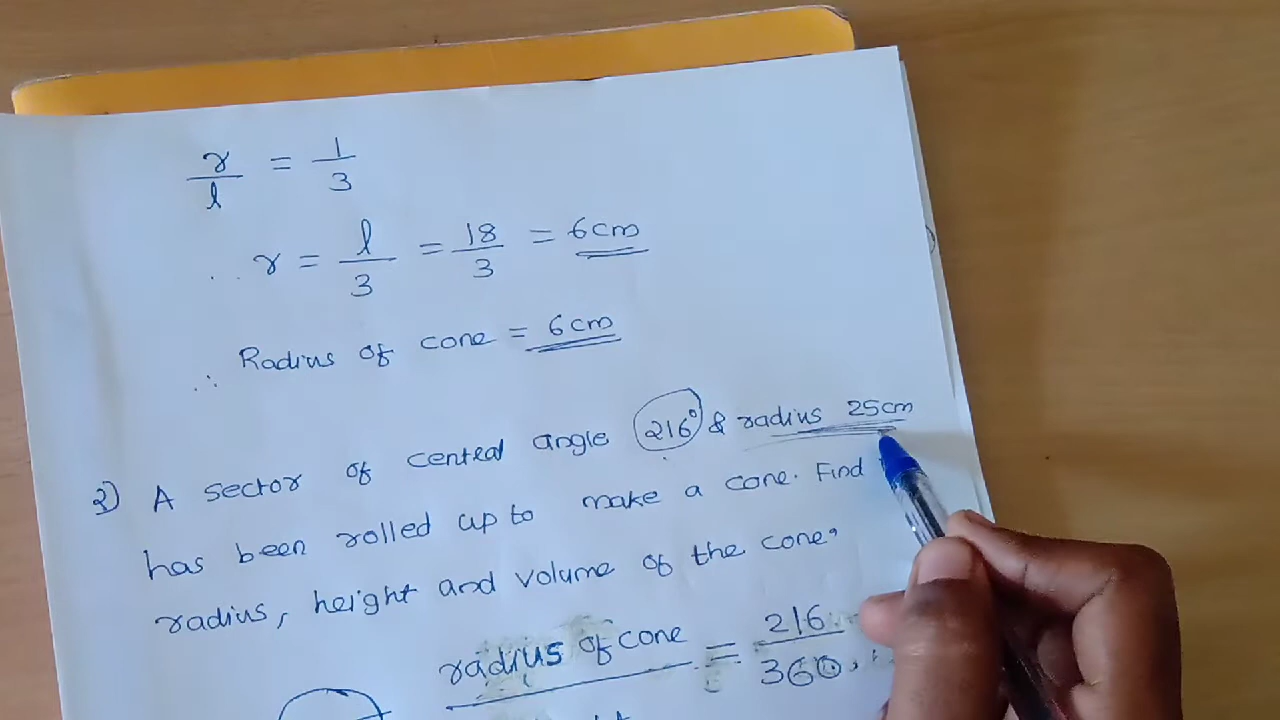 r/l = 1/3
∴ r = l/3 = 18/3 = 6cm
∴ Radius of cone = 6cm
2) A sector of central angle 216° & radius 25cm
has been rolled up to make a cone. Find
radius, height and volume of the cone?
radius of cone = 216/360